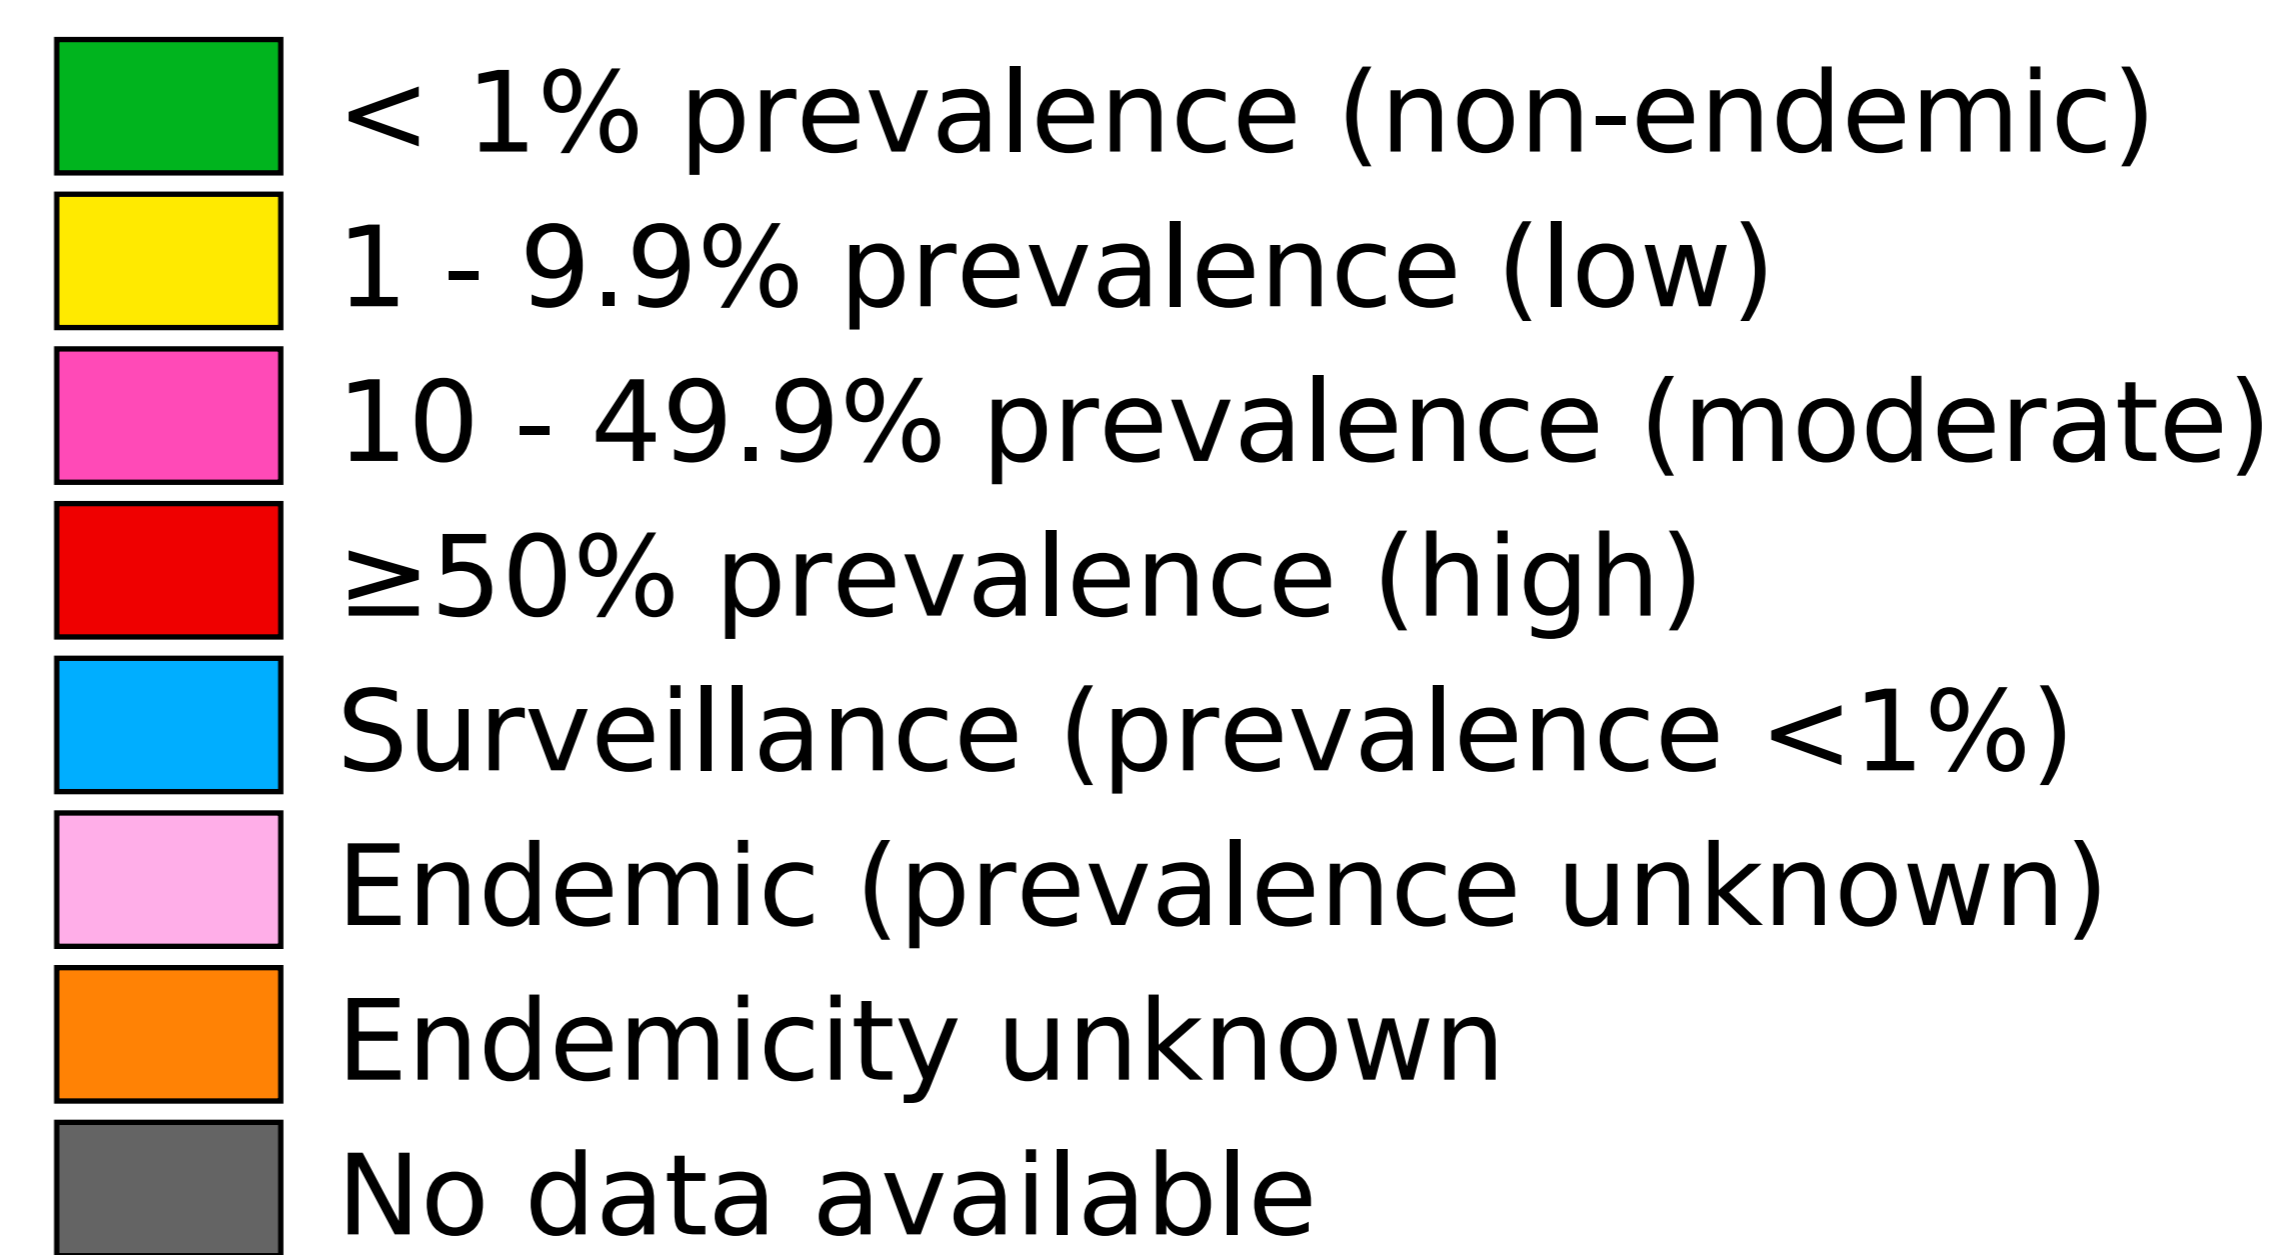 < 1% prevalence (non-endemic)
1 - 9.9% prevalence (low)
10 - 49.9% prevalence (moderate)
≥50% prevalence (high)
Surveillance (prevalence <1%)
Endemic (prevalence unknown)
Endemicity unknown
No data available